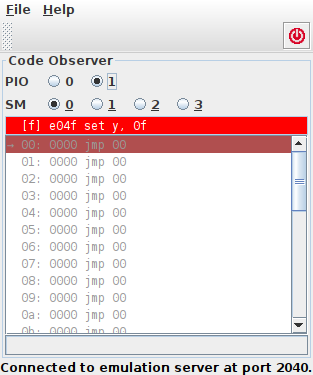 File Help
Code Observer
PIO 0 1
SM 0 1 2 3
[f] e04f set y, 0f
→ 00: 0000 jmp 00
01: 0000 jmp 00
02: 0000 jmp 00
03: 0000 jmp 00
04: 0000 jmp 00
05: 0000 jmp 00
06: 0000 jmp 00
07: 0000 jmp 00
08: 0000 jmp 00
09: 0000 jmp 00
0a: 0000 jmp 00
0b: 0000 jmp 00
Connected to emulation server at port 2040.